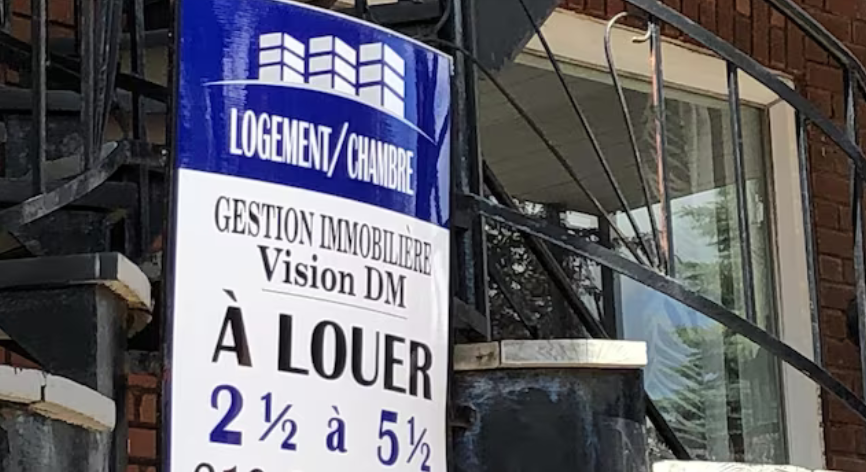 LOGEMENT/CHAMBRE
GESTION IMMOBILIÈRE
Vision DM
À LOUER
2 ½ à 5 ½